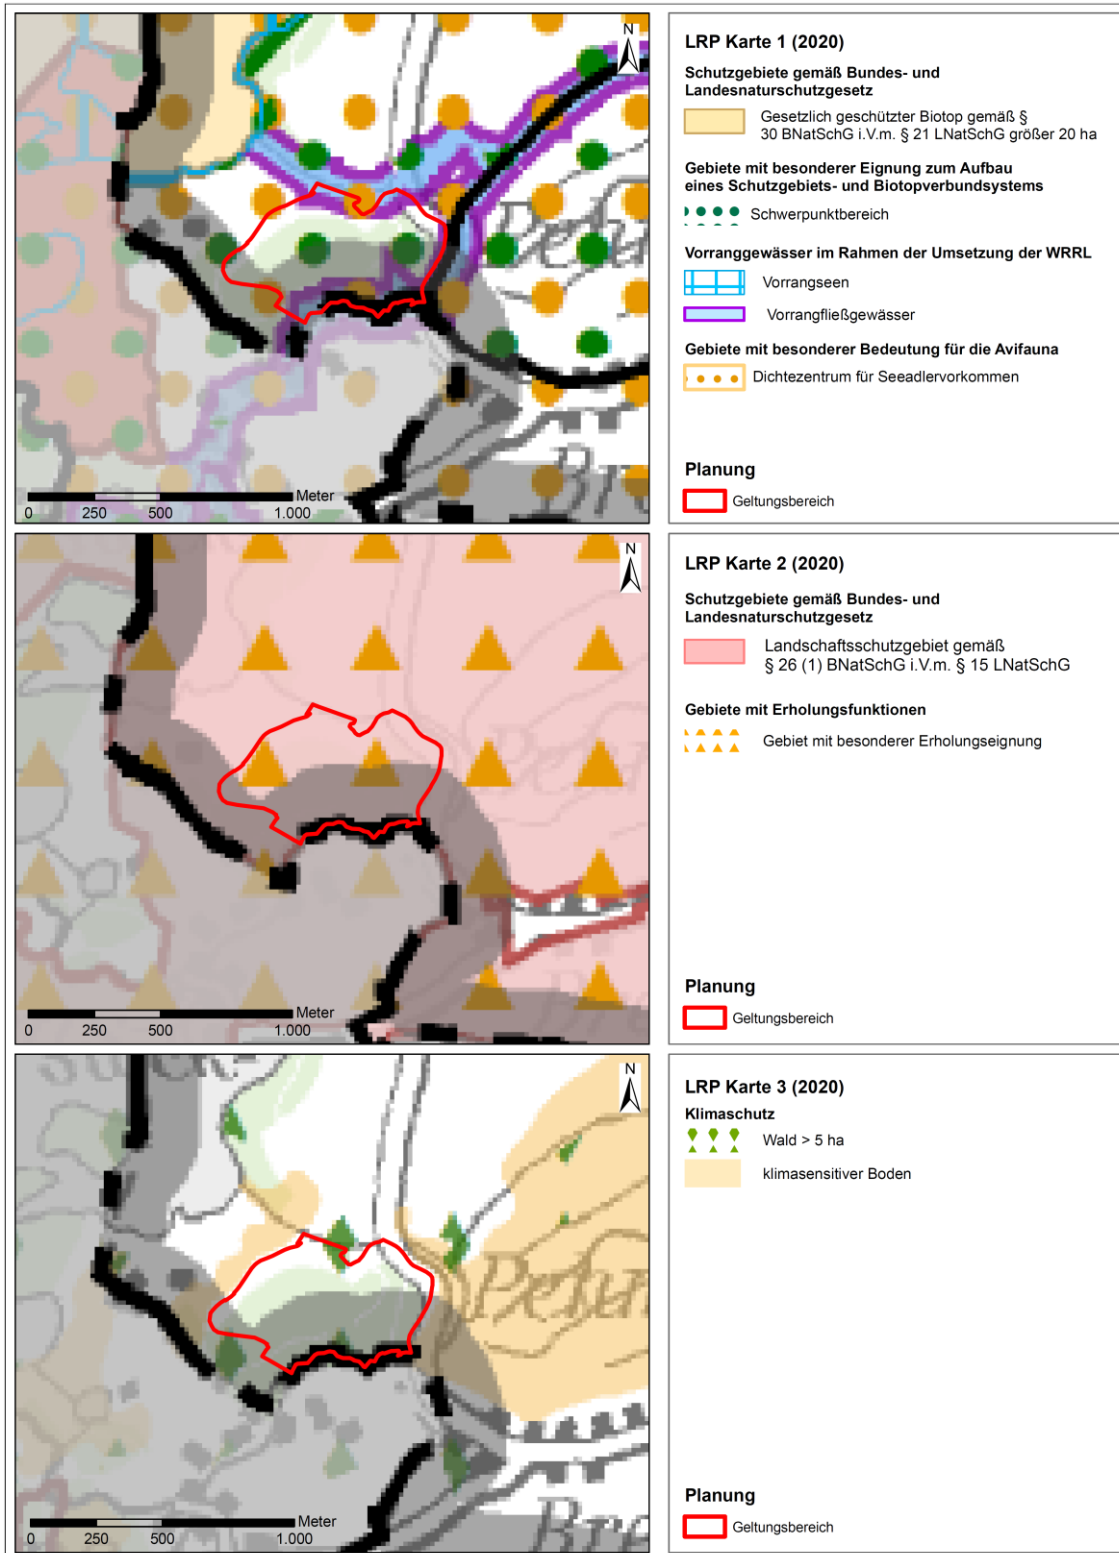 N
Meter
0 250 500 1.000
LRP Karte 1 (2020)
Schutzgebiete gemäß Bundes- und
Landesnaturschutzgesetz
Gesetzlich geschützter Biotop gemäß §
30 BNatSchG i.V.m. § 21 LNatSchG größer 20 ha
Gebiete mit besonderer Eignung zum Aufbau
eines Schutzgebiets- und Biotopverbundsystems
Schwerpunktbereich
Vorranggewässer im Rahmen der Umsetzung der WRRL
Vorrangseen
Vorrangfließgewässer
Gebiete mit besonderer Bedeutung für die Avifauna
Dichtezentrum für Seeadlervorkommen
Planung
Geltungsbereich
N
Meter
0 250 500 1.000
LRP Karte 2 (2020)
Schutzgebiete gemäß Bundes- und
Landesnaturschutzgesetz
Landschaftsschutzgebiet gemäß
§ 26 (1) BNatSchG i.V.m. § 15 LNatSchG
Gebiete mit Erholungsfunktionen
Gebiet mit besonderer Erholungseignung
Planung
Geltungsbereich
N
Bre
Meter
0 250 500 1.000
LRP Karte 3 (2020)
Klimaschutz
Wald > 5 ha
klimasensitiver Boden
Planung
Geltungsbereich